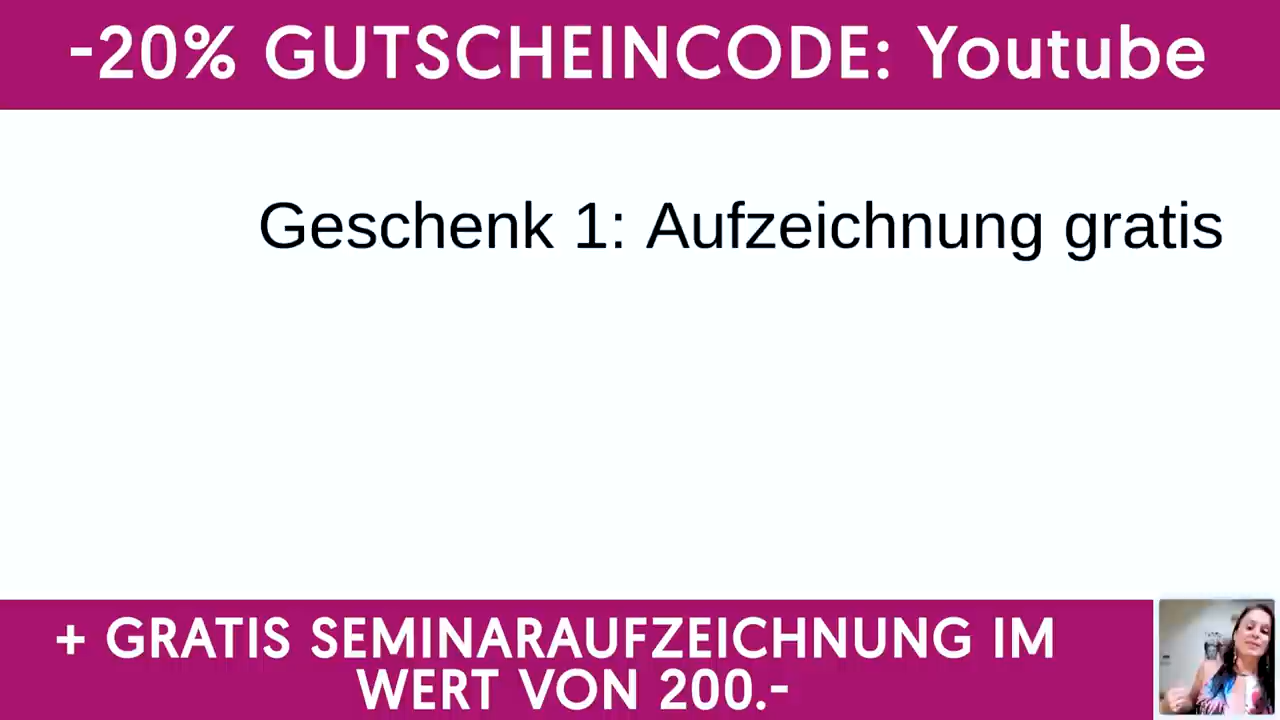 -20% GUTSCHEINCODE: Youtube
Geschenk 1: Aufzeichnung gratis
+ GRATIS SEMINARAUFZEICHNUNG IM
WERT VON 200.-